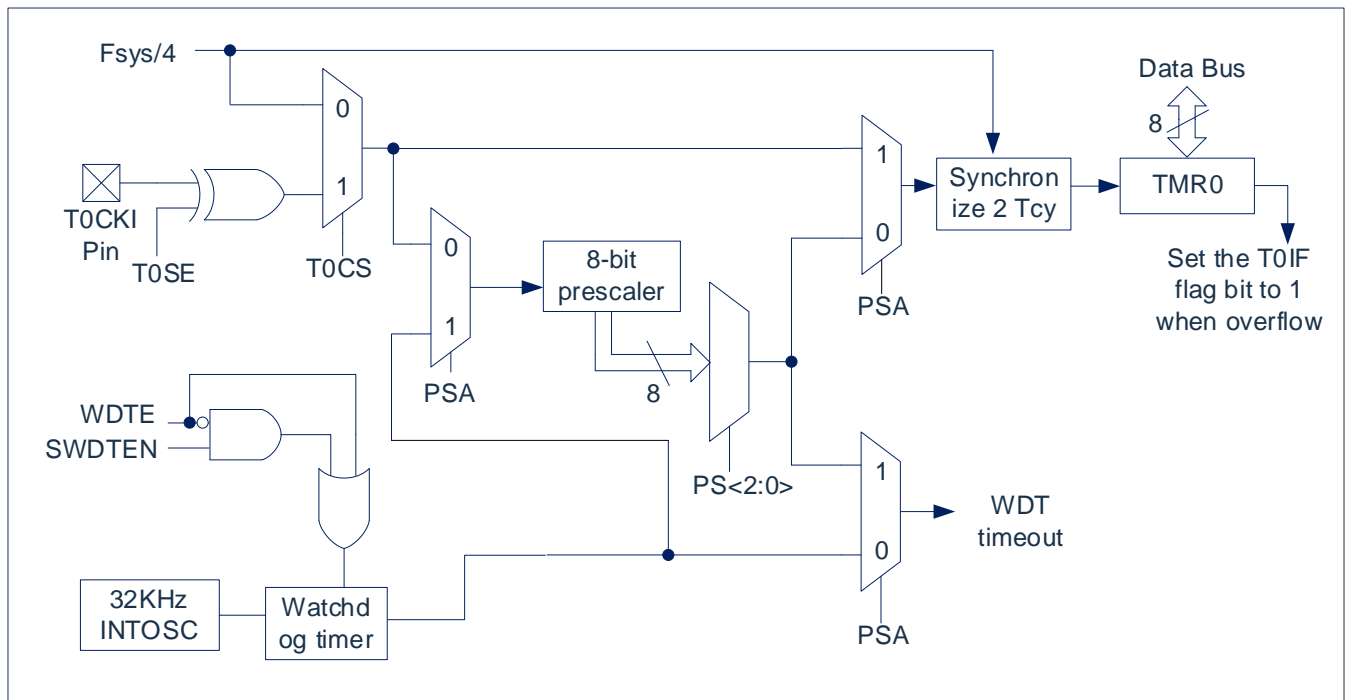 Fsys/4
Data Bus
8
0
1
T0CKI
Pin
T0SE
T0CS
1
0
PSA
Synchron
ize 2 Tcy
TMR0
Set the T0IF
flag bit to 1
when overflow
0
1
PSA
8-bit
prescaler
8
PS<2:0>
WDTE
SWDTEN
1
0
PSA
WDT
timeout
32KHz
INTOSC
Watchd
og timer